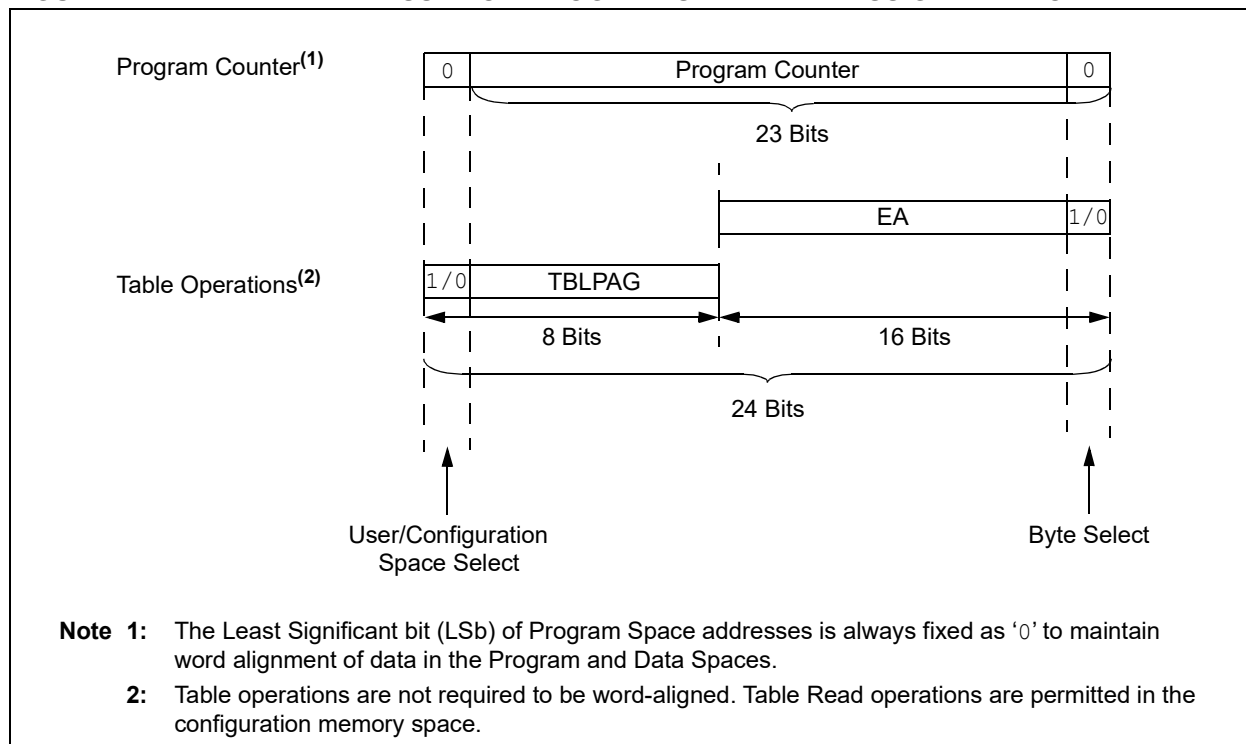 Program Counter(1)
0 Program Counter 0
23 Bits
EA 1/0
Table Operations(2)
1/0 TBLPAG
8 Bits 16 Bits
24 Bits
User/Configuration
Space Select
Byte Select
Note 1: The Least Significant bit (LSb) of Program Space addresses is always fixed as ‘0’ to maintain
word alignment of data in the Program and Data Spaces.
2: Table operations are not required to be word-aligned. Table Read operations are permitted in the
configuration memory space.